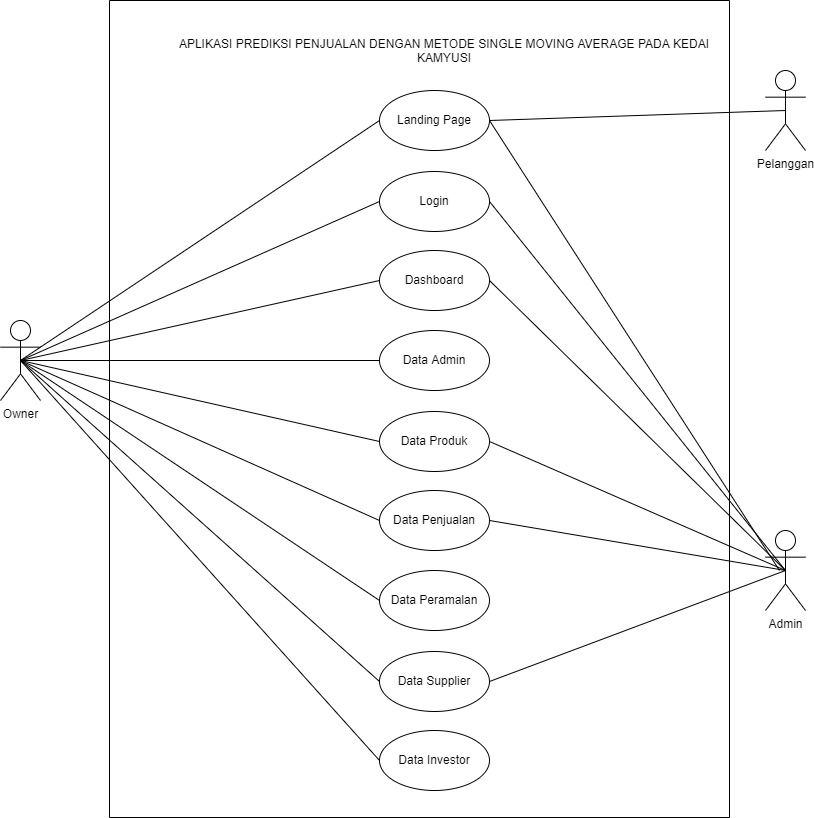 APLIKASI PREDIKSI PENJUALAN DENGAN METODE SINGLE MOVING AVERAGE PADA KEDAI
KAMYUSI
Landing Page
Pelanggan
Login
Dashboard
Data Admin
Owner
Data Produk
Data Penjualan
Data Peramalan
Admin
Data Supplier
Data Investor